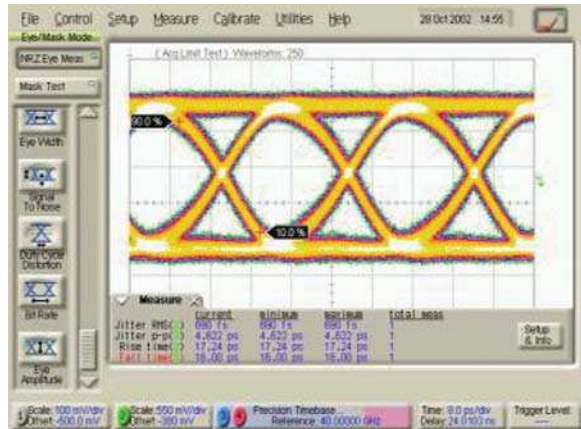 File Control Setup Measure Calibrate Utilities Help 28 Oct 2002 14:55
Eye/Mask Mode
NRZ Eye Meas
( Acq Limit Test ) Waveforms: 250
Mask Test
90.0 %
Eye Width
Signal
To Noise
10.0 %
Duty Cycle
Distortion
Bit Rate
Eye
Amplitude
Measure
current minimum maximum total meas
Jitter RMS( ) 690 fs 690 fs 690 fs 1
Jitter p-p( ) 4.622 ps 4.622 ps 4.622 ps 1
Rise time( ) 17.24 ps 17.24 ps 17.24 ps 1
Fall time( ) 16.00 ps 16.00 ps 16.00 ps 1
Setup
& Info
1 Scale: 100 mV/div
Offset: -500.0 mV
2 Scale: 550 mV/div
Offset: -380 mV
3 4
Precision Timebase...
Reference: 40.00000 GHz
Time: 8.0 ps/div
Delay: 24.0100 ns
Trigger Level: